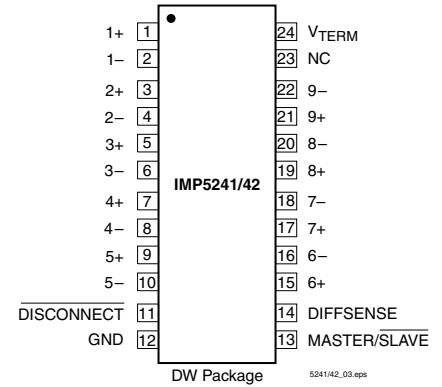 1+ 1 24 VTERM
1– 2 23 NC
2+ 3 22 9–
2– 4 21 9+
3+ 5 20 8–
3– 6 19 8+
IMP5241/42
4+ 7 18 7–
4– 8 17 7+
5+ 9 16 6–
5– 10 15 6+
DISCONNECT 11 14 DIFFSENSE
GND 12 13 MASTER/SLAVE
DW Package 5241/42_03.eps